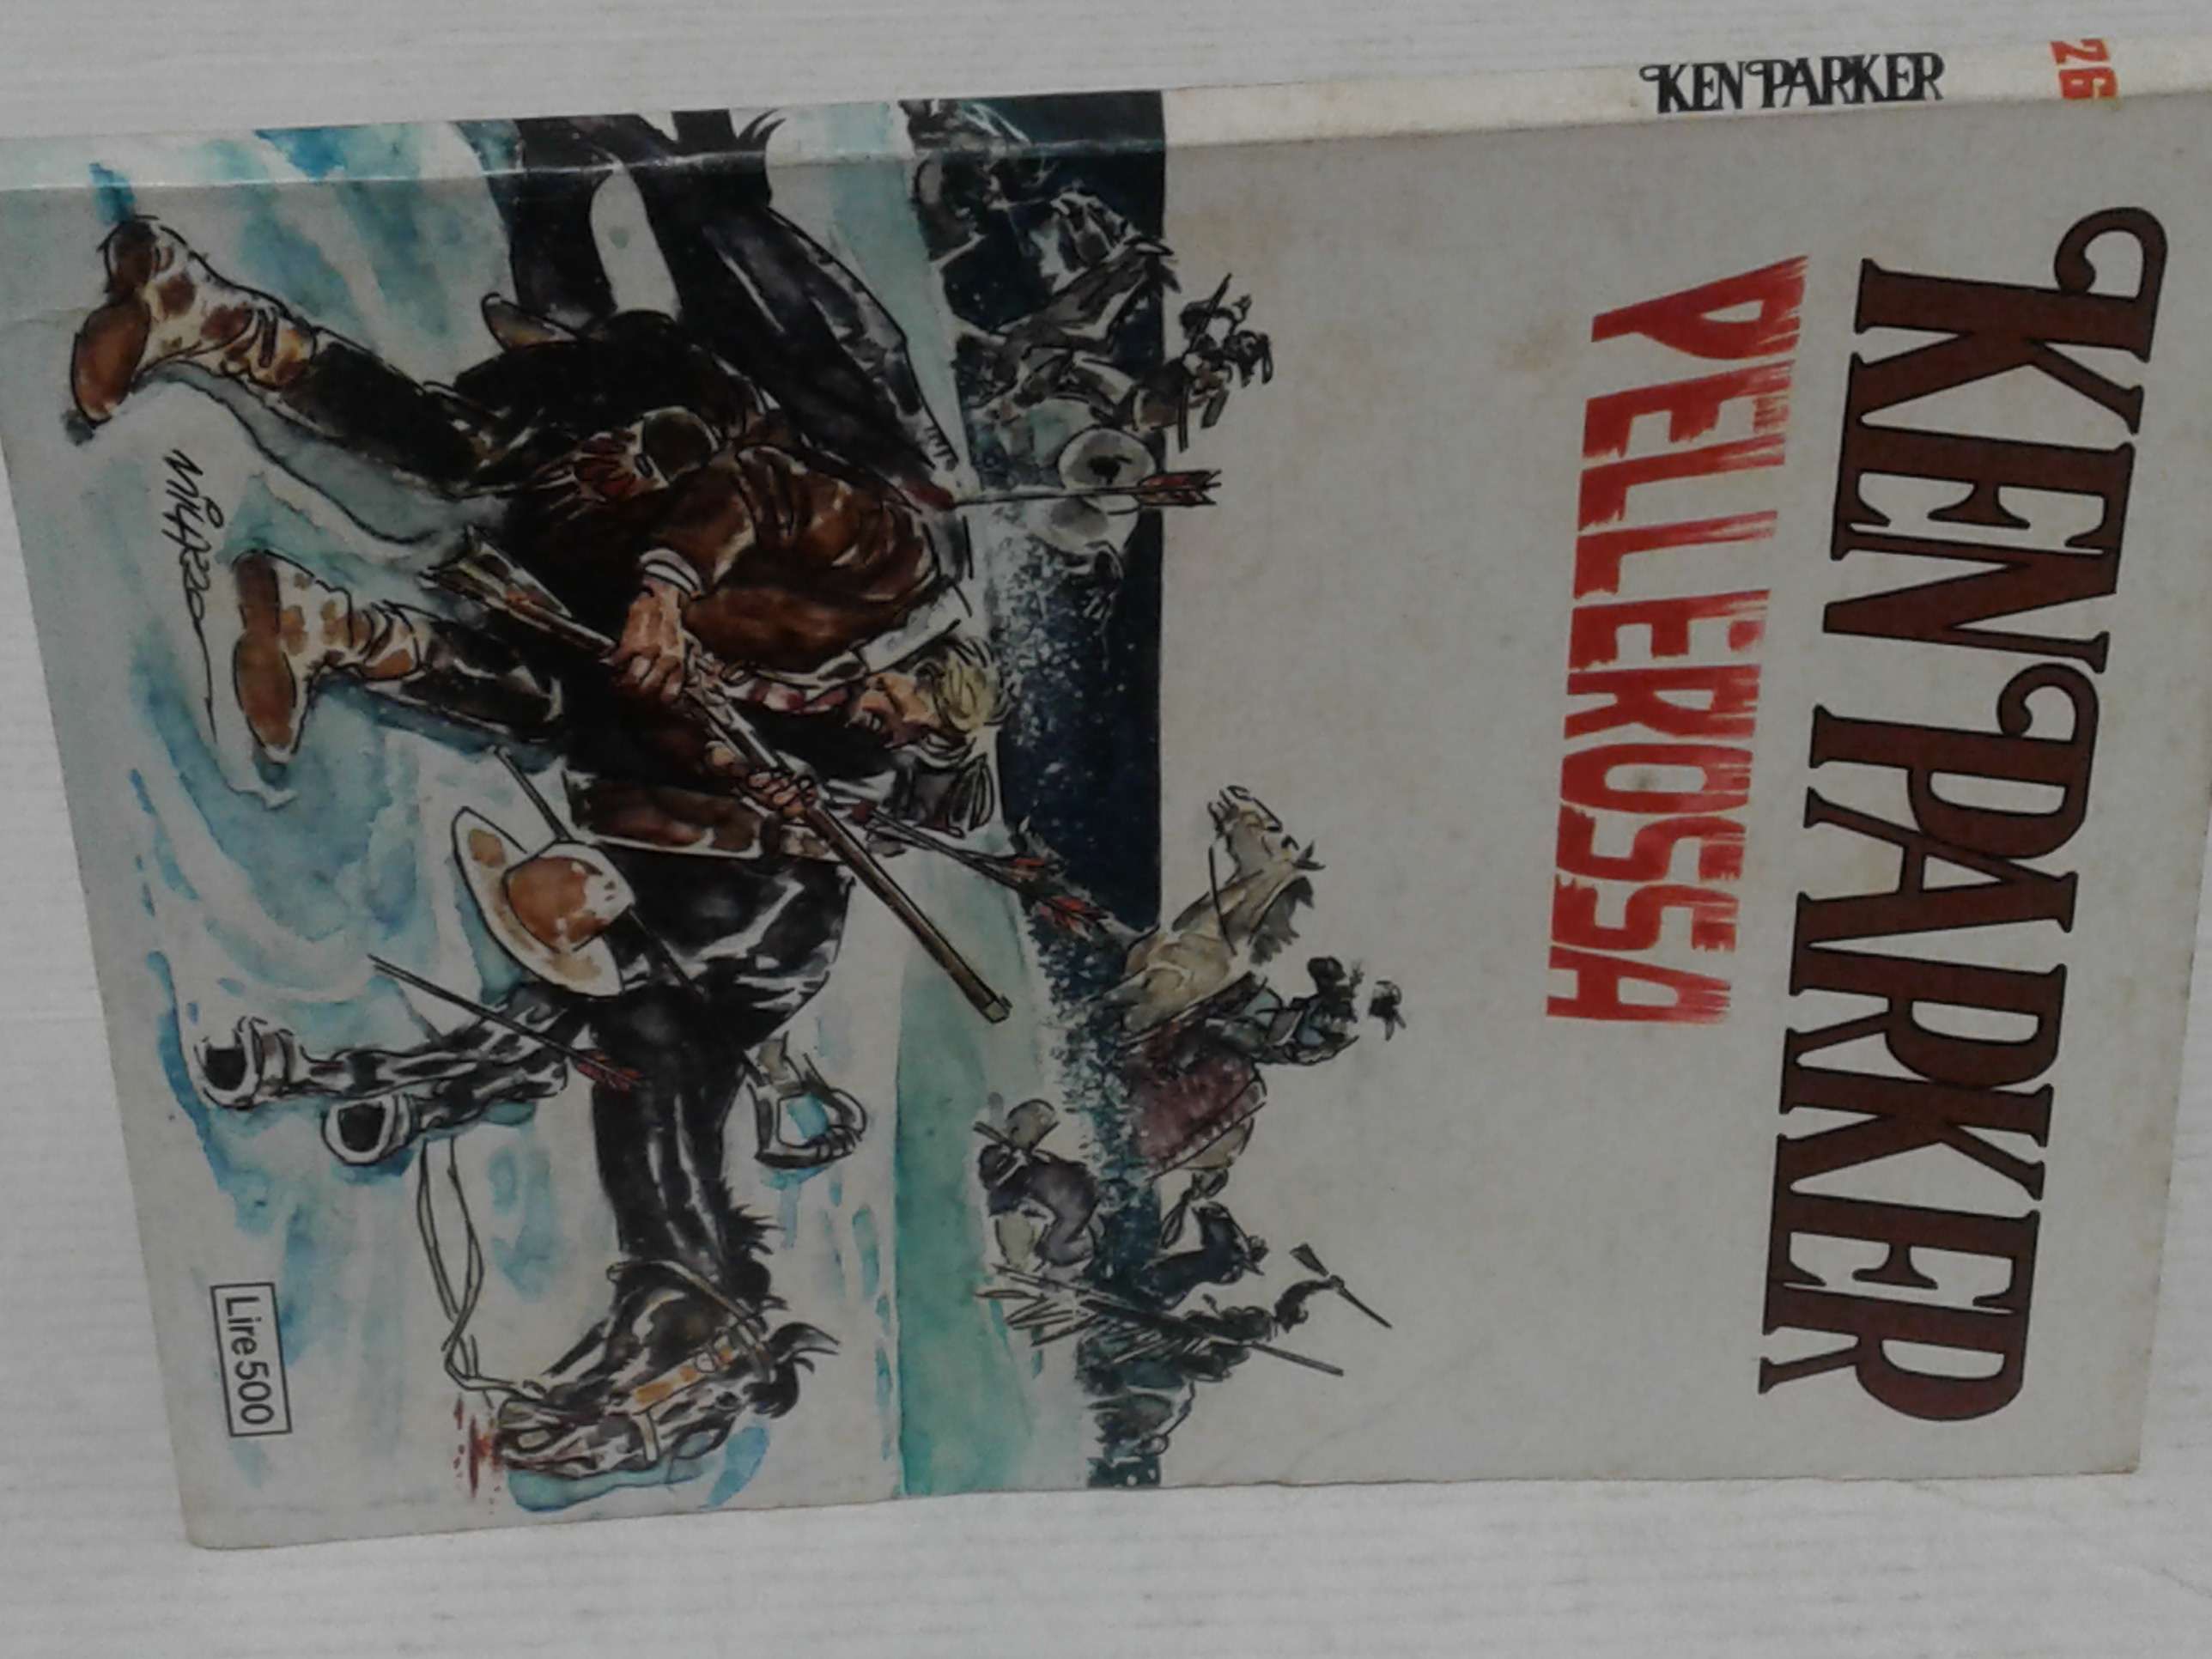 KEN PARKER
26
KEN PARKER
PELLEROSSA
MILAZZO
Lire 500